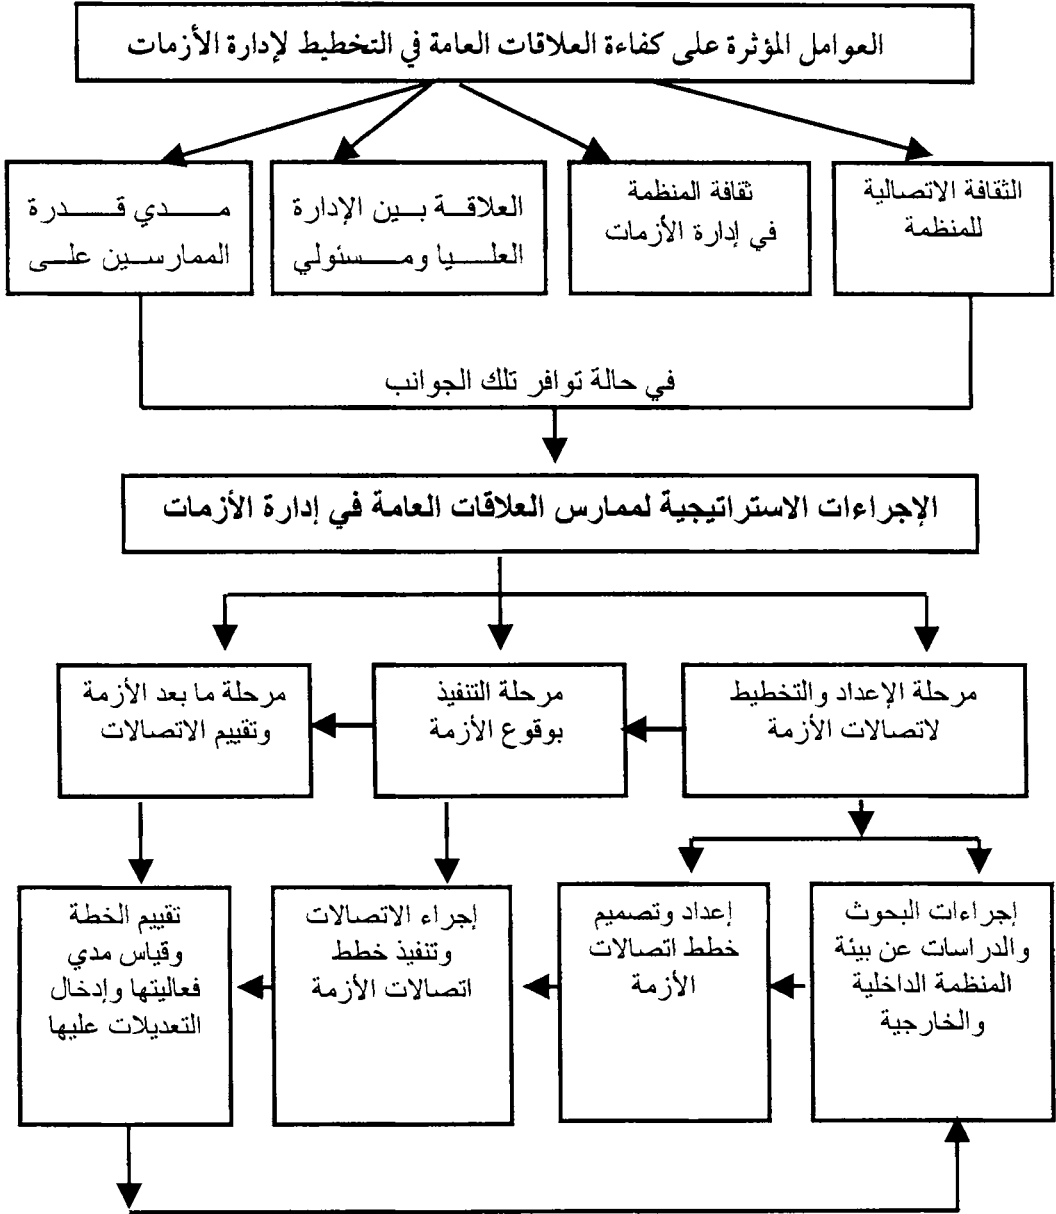 العوامل المؤثرة على كفاءة العلاقات العامة في التخطيط لإدارة الأزمات
الثقافة الاتصالية
للمنظمة
ثقافة المنظمة
في إدارة الأزمات
العلاقة بين الإدارة
العليا ومسئولي
مدي قدرة
الممارسين على
في حالة توافر تلك الجوانب
الإجراءات الاستراتيجية لممارس العلاقات العامة في إدارة الأزمات
مرحلة الإعداد والتخطيط
لاتصالات الأزمة
مرحلة التنفيذ
بوقوع الأزمة
مرحلة ما بعد الأزمة
وتقييم الاتصالات
إجراءات البحوث
والدراسات عن بيئة
المنظمة الداخلية
والخارجية
إعداد وتصميم
خطط اتصالات
الأزمة
إجراء الاتصالات
وتنفيذ خطط
اتصالات الأزمة
تقييم الخطة
وقياس مدي
فعاليتها وإدخال
التعديلات عليها